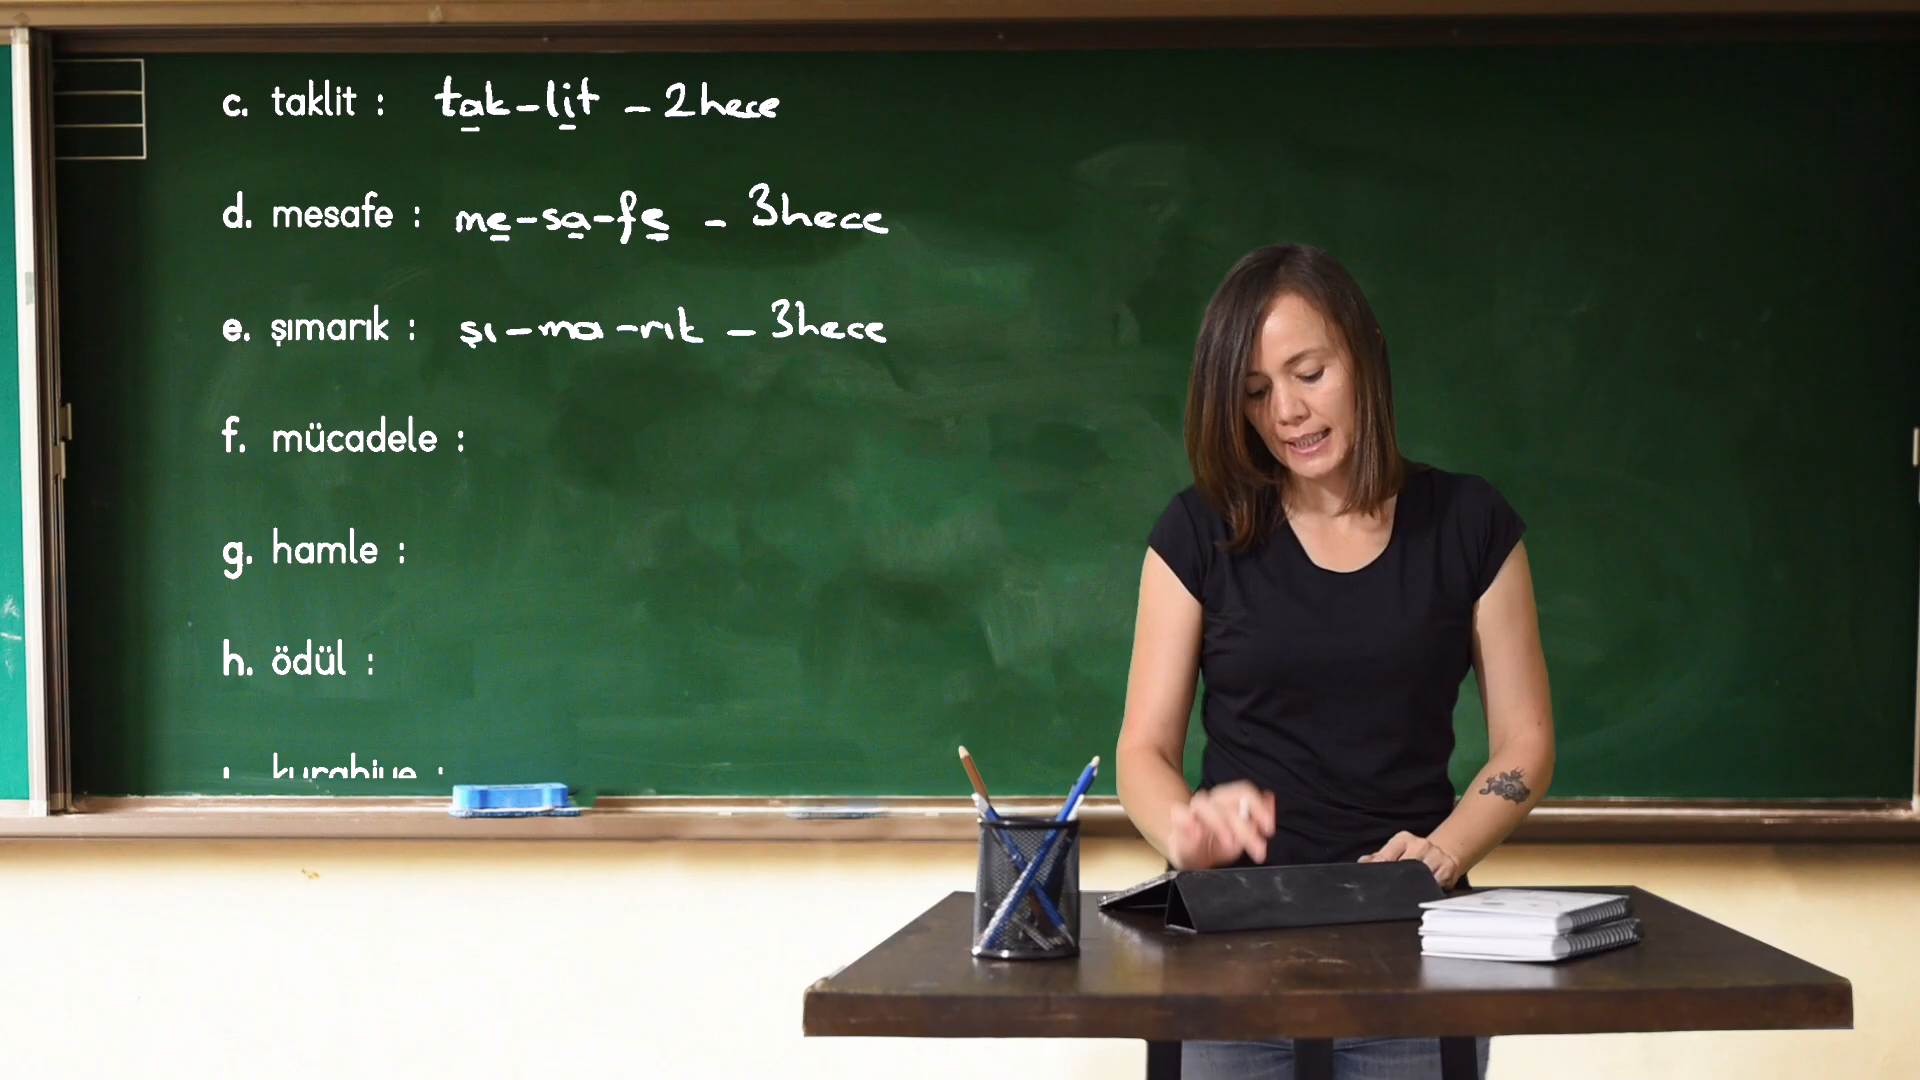 c. taklit : tak-lit - 2 hece
d. mesafe : me-sa-fe - 3 hece
e. şımarık : şı-ma-rık - 3 hece
f. mücadele :
g. hamle :
h. ödül :
ı. kurabiye :